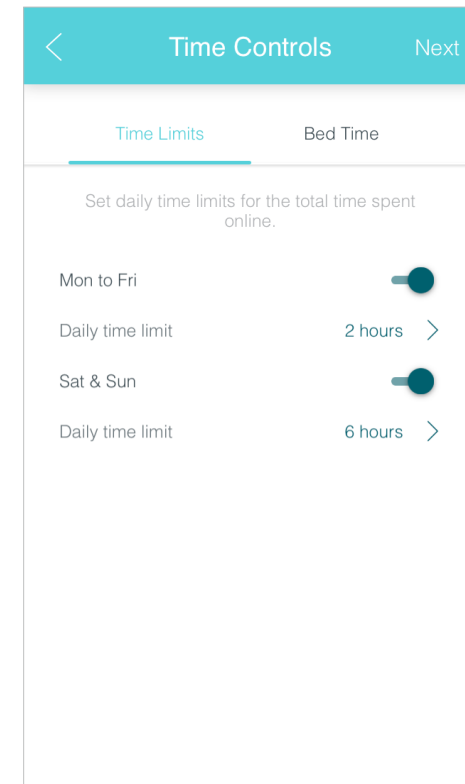 Time Controls Next
Time Limits Bed Time
Set daily time limits for the total time spent
online.
Mon to Fri
Daily time limit 2 hours
Sat & Sun
Daily time limit 6 hours